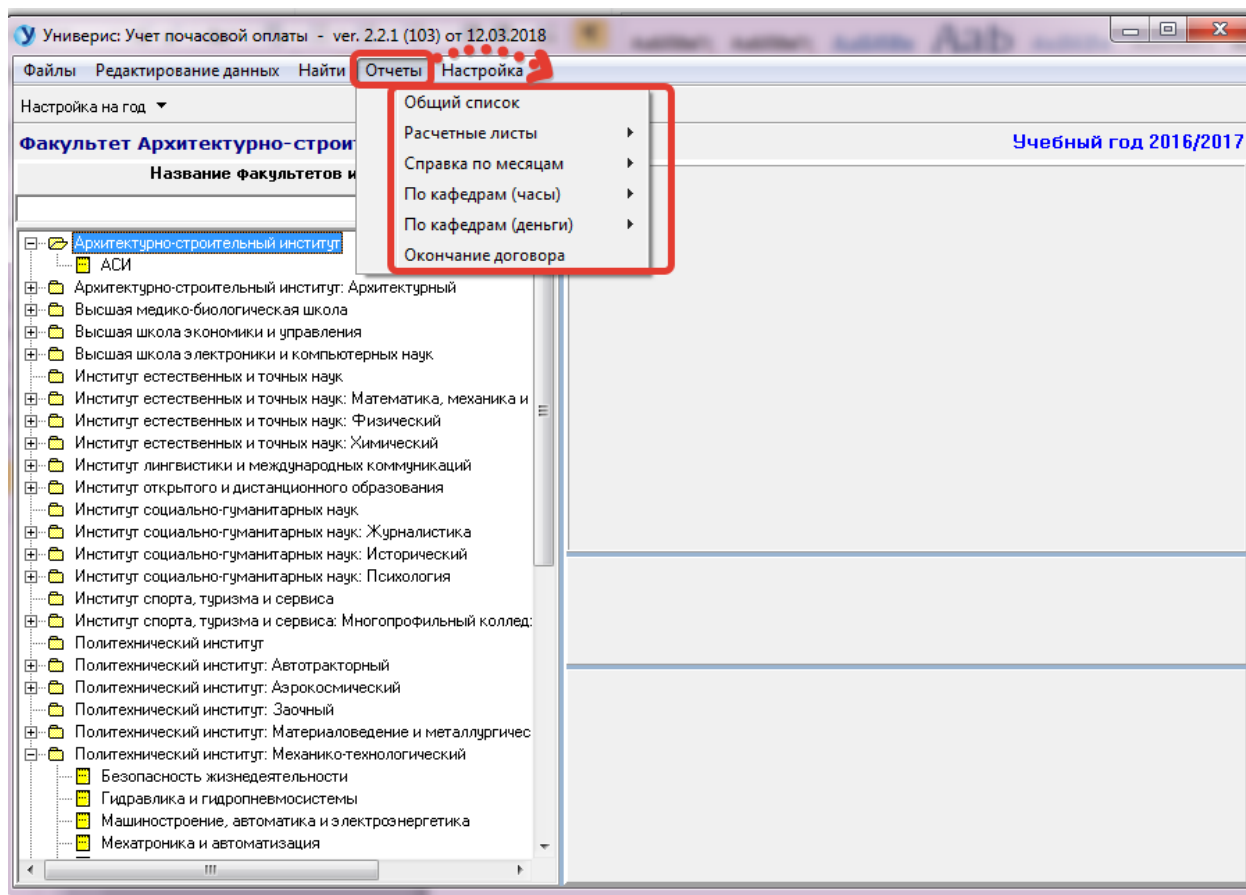 Универис: Учет почасовой оплаты - ver. 2.2.1 (103) от 12.03.2018
Файлы Редактирование данных Найти Отчеты Настройка
Настройка на год
Общий список
Расчетные листы
Справка по месяцам
По кафедрам (часы)
По кафедрам (деньги)
Окончание договора
Факультет Архитектурно-строи
Учебный год 2016/2017
Название факультетов и
Архитектурно-строительный институт
АСИ
Архитектурно-строительный институт: Архитектурный
Высшая медико-биологическая школа
Высшая школа экономики и управления
Высшая школа электроники и компьютерных наук
Институт естественных и точных наук
Институт естественных и точных наук: Математика, механика и
Институт естественных и точных наук: Физический
Институт естественных и точных наук: Химический
Институт лингвистики и международных коммуникаций
Институт открытого и дистанционного образования
Институт социально-гуманитарных наук
Институт социально-гуманитарных наук: Журналистика
Институт социально-гуманитарных наук: Исторический
Институт социально-гуманитарных наук: Психология
Институт спорта, туризма и сервиса
Институт спорта, туризма и сервиса: Многопрофильный коллед
Политехнический институт
Политехнический институт: Автотракторный
Политехнический институт: Аэрокосмический
Политехнический институт: Заочный
Политехнический институт: Материаловедение и металлургичес
Политехнический институт: Механико-технологический
Безопасность жизнедеятельности
Гидравлика и гидропневмосистемы
Машиностроение, автоматика и электроэнергетика
Мехатроника и автоматизация